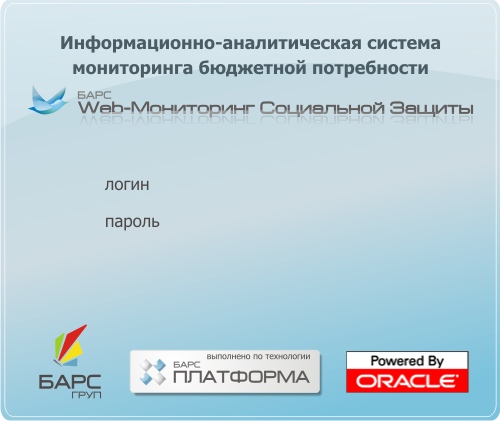 Информационно-аналитическая система
мониторинга бюджетной потребности
БАРС
Web-Мониторинг Социальной Защиты
логин
пароль
выполнено по технологии
БАРС
ПЛАТФОРМА
БАРС
ГРУП
Powered By
ORACLE®